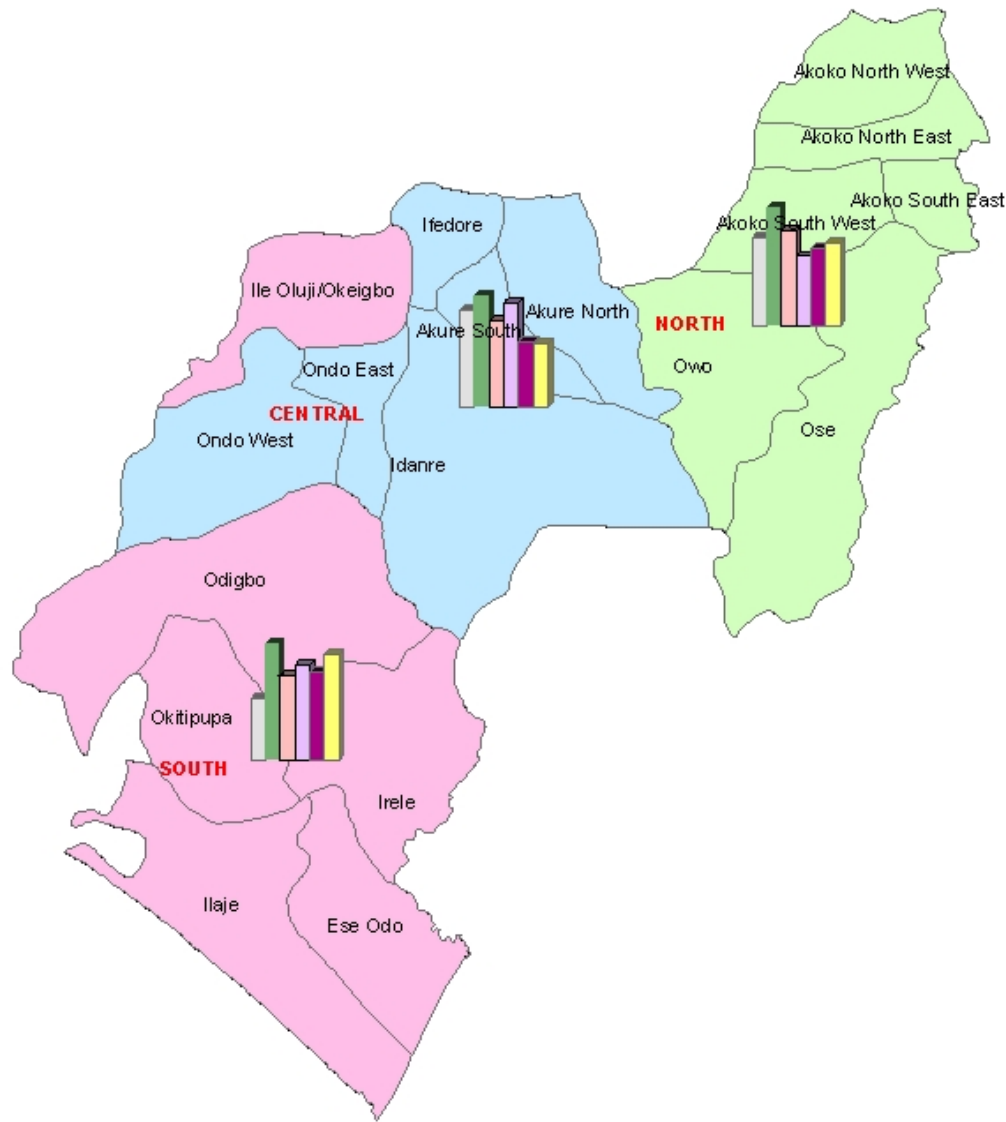 Akoko North West
Akoko North East
Akoko South East
Akoko South West
Ifedore
Ile Oluji/Okeigbo
Akure North
NORTH
Akure South
Owo
Ondo East
CENTRAL
Ose
Ondo West
Idanre
Odigbo
Okitipupa
SOUTH
Irele
Ilaje
Ese Odo